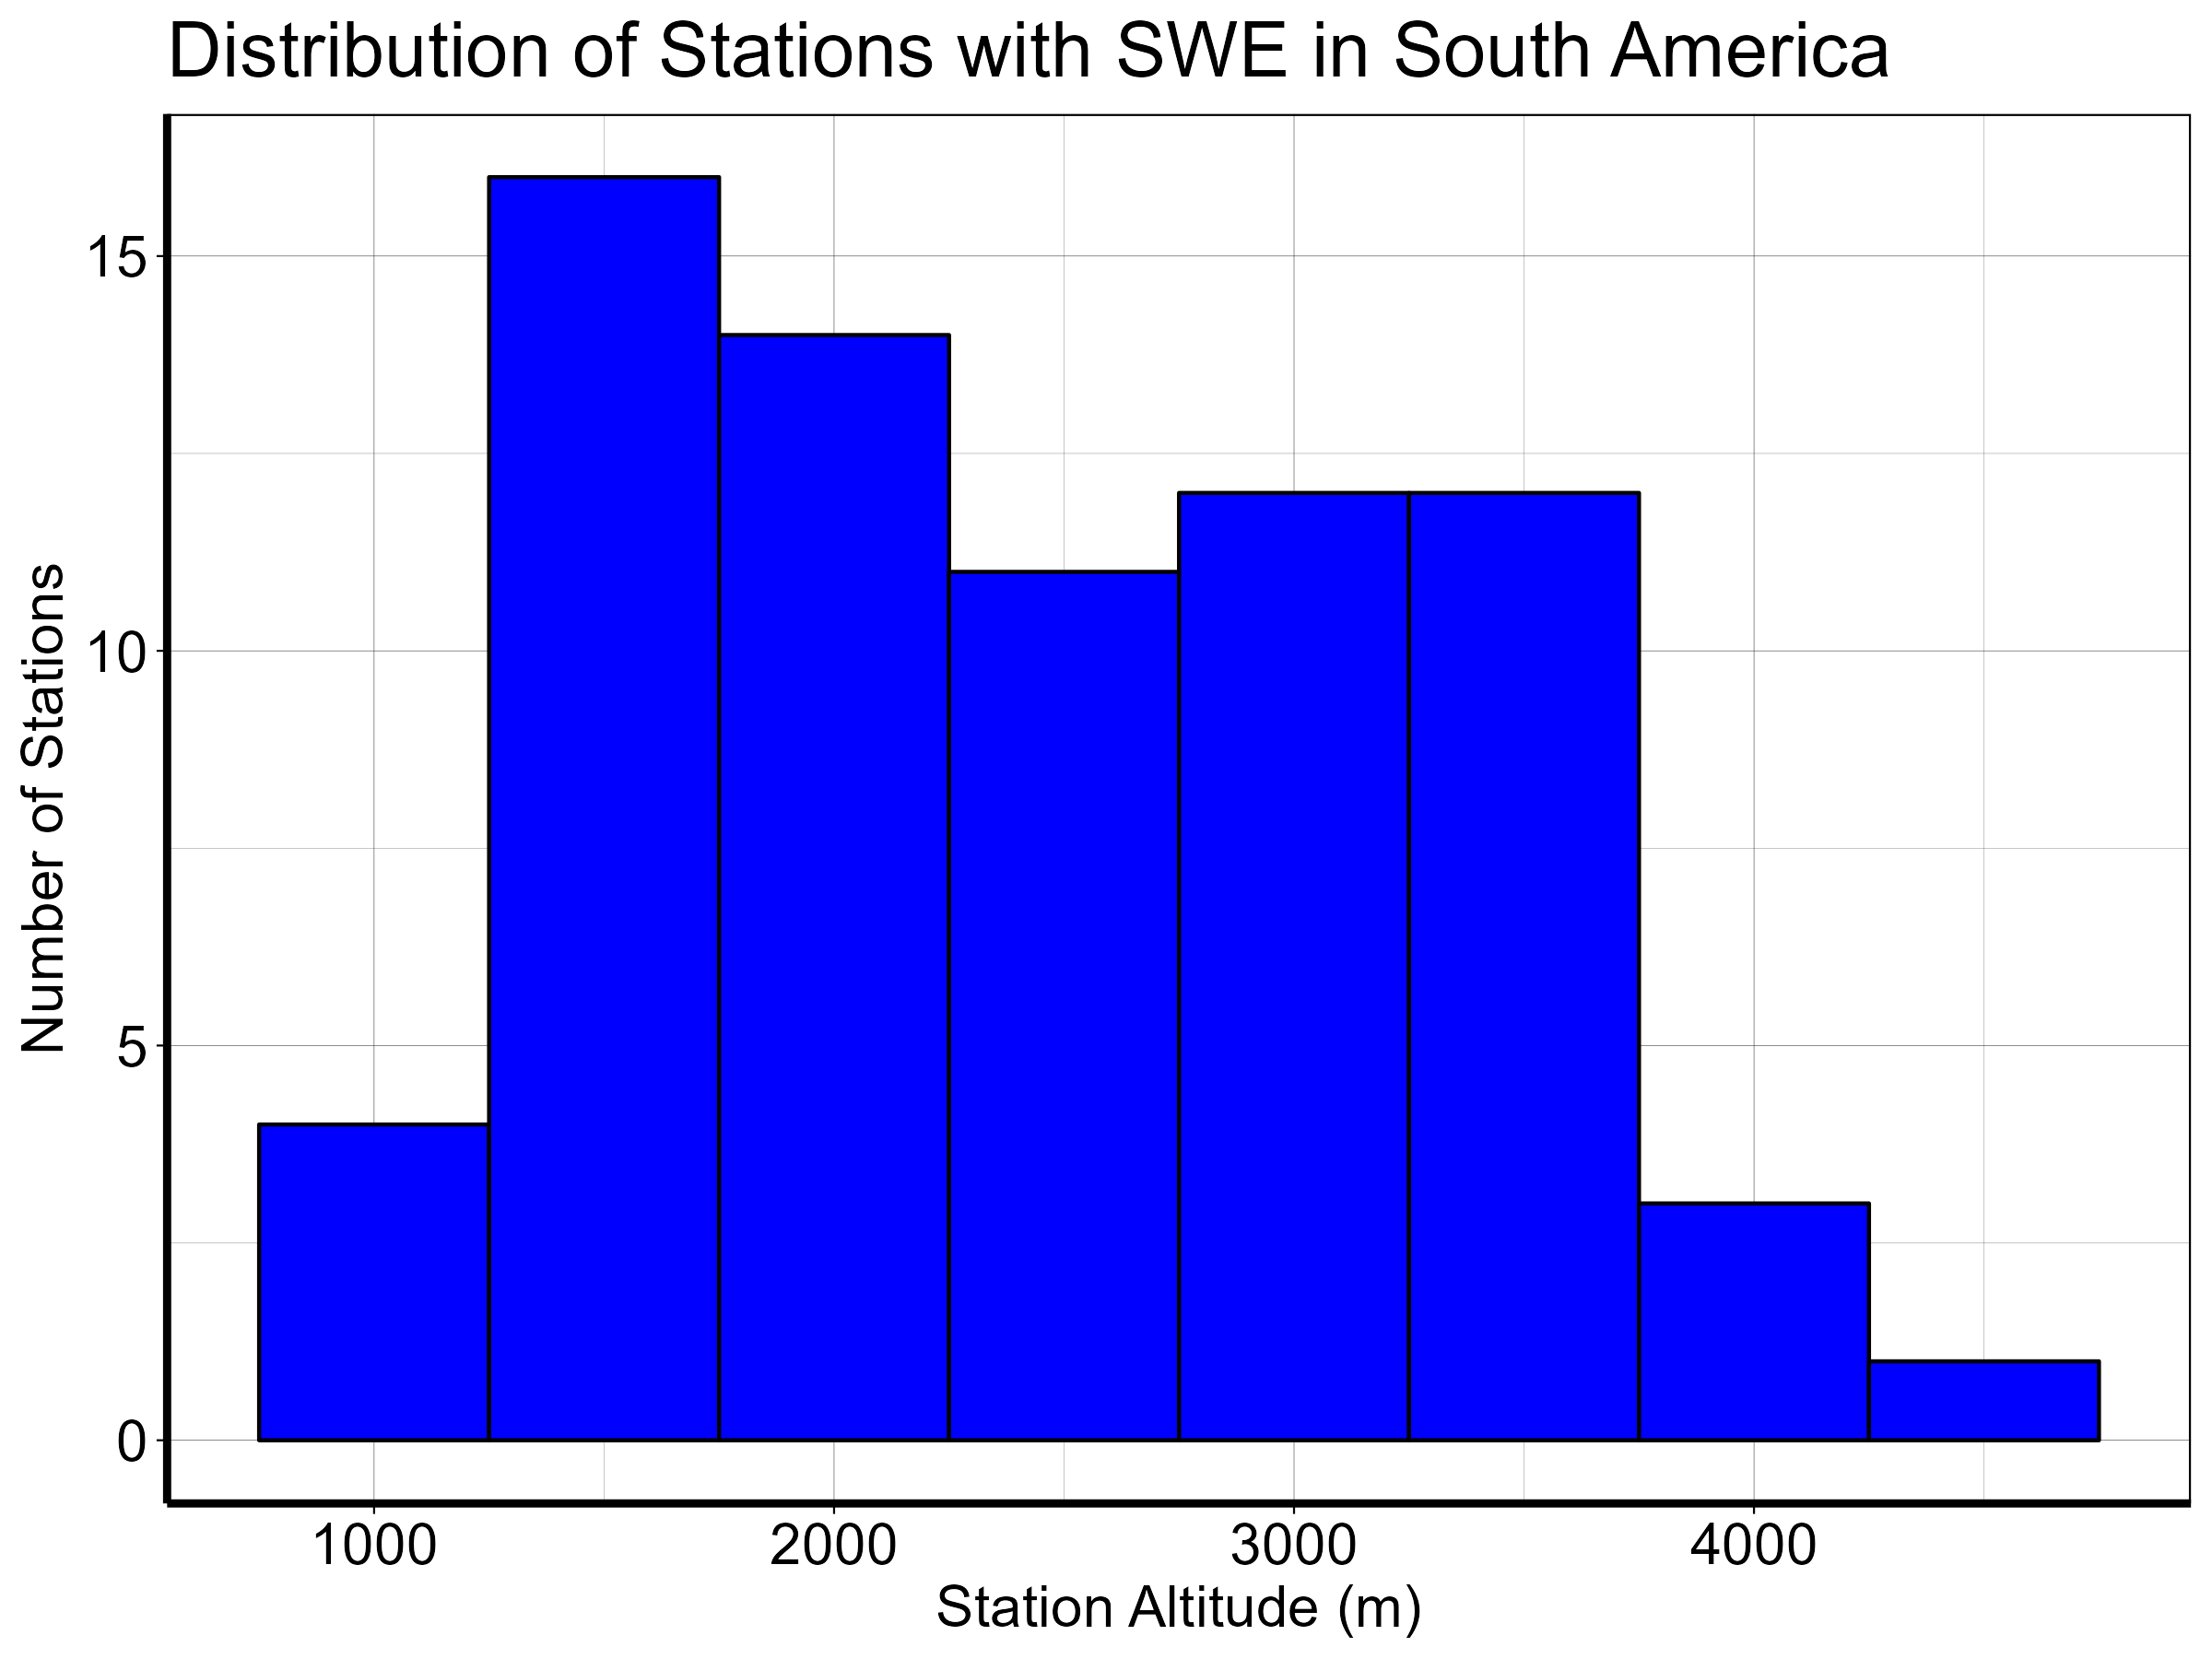 Distribution of Stations with SWE in South America
Number of Stations
15
10
5
0
1000 2000 3000 4000
Station Altitude (m)